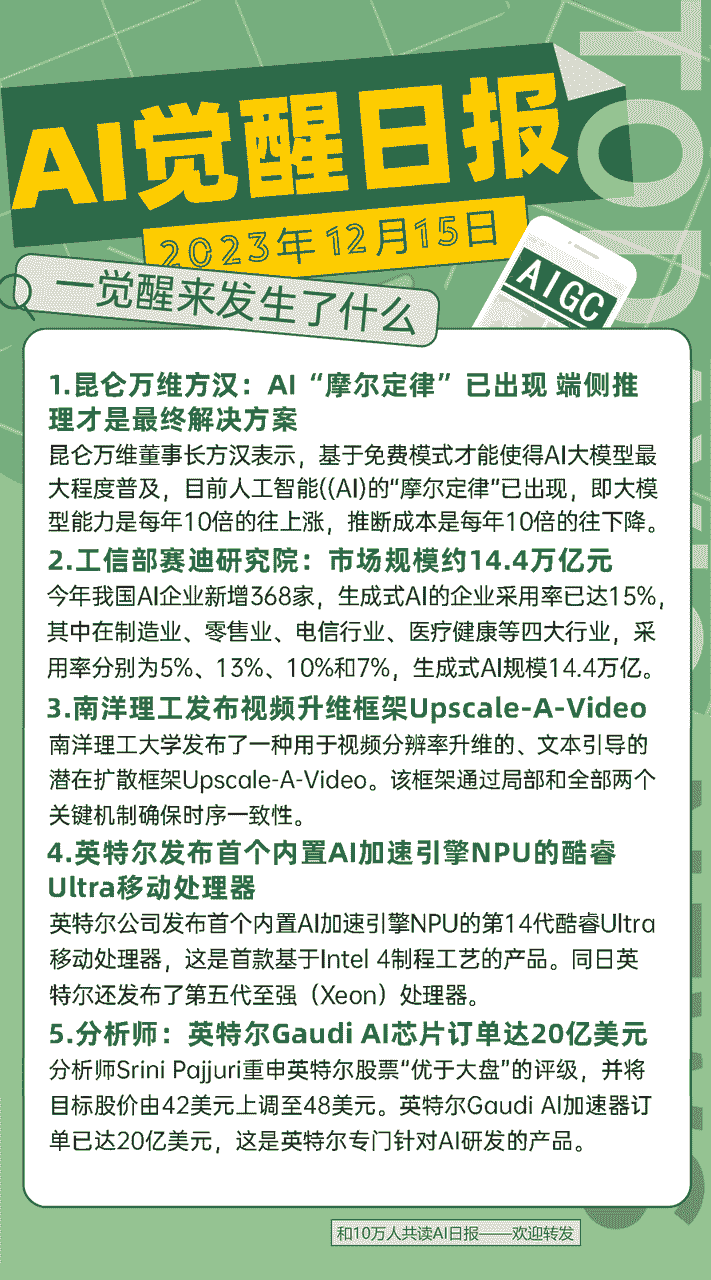 AI觉醒日报
2023年12月15日
一觉醒来发生了什么
AIGC
1.昆仑万维方汉：AI“摩尔定律”已出现 端侧推
理才是最终解决方案
昆仑万维董事长方汉表示，基于免费模式才能使得AI大模型最
大程度普及，目前人工智能((AI)的“摩尔定律”已出现，即大模
型能力是每年10倍的往上涨，推断成本是每年10倍的往下降。
2.工信部赛迪研究院：市场规模约14.4万亿元
今年我国AI企业新增368家，生成式AI的企业采用率已达15%，
其中在制造业、零售业、电信行业、医疗健康等四大行业，采
用率分别为5%、13%、10%和7%，生成式AI规模14.4万亿。
3.南洋理工发布视频升维框架Upscale-A-Video
南洋理工大学发布了一种用于视频分辨率升维的、文本引导的
潜在扩散框架Upscale-A-Video。该框架通过局部和全部两个
关键机制确保时序一致性。
4.英特尔发布首个内置AI加速引擎NPU的酷睿
Ultra移动处理器
英特尔公司发布首个内置AI加速引擎NPU的第14代酷睿Ultra
移动处理器，这是首款基于Intel 4制程工艺的产品。同日英
特尔还发布了第五代至强（Xeon）处理器。
5.分析师：英特尔Gaudi AI芯片订单达20亿美元
分析师Srini Pajjuri重申英特尔股票“优于大盘”的评级，并将
目标股价由42美元上调至48美元。英特尔Gaudi AI加速器订
单已达20亿美元，这是英特尔专门针对AI研发的产品。
和10万人共读AI日报——欢迎转发